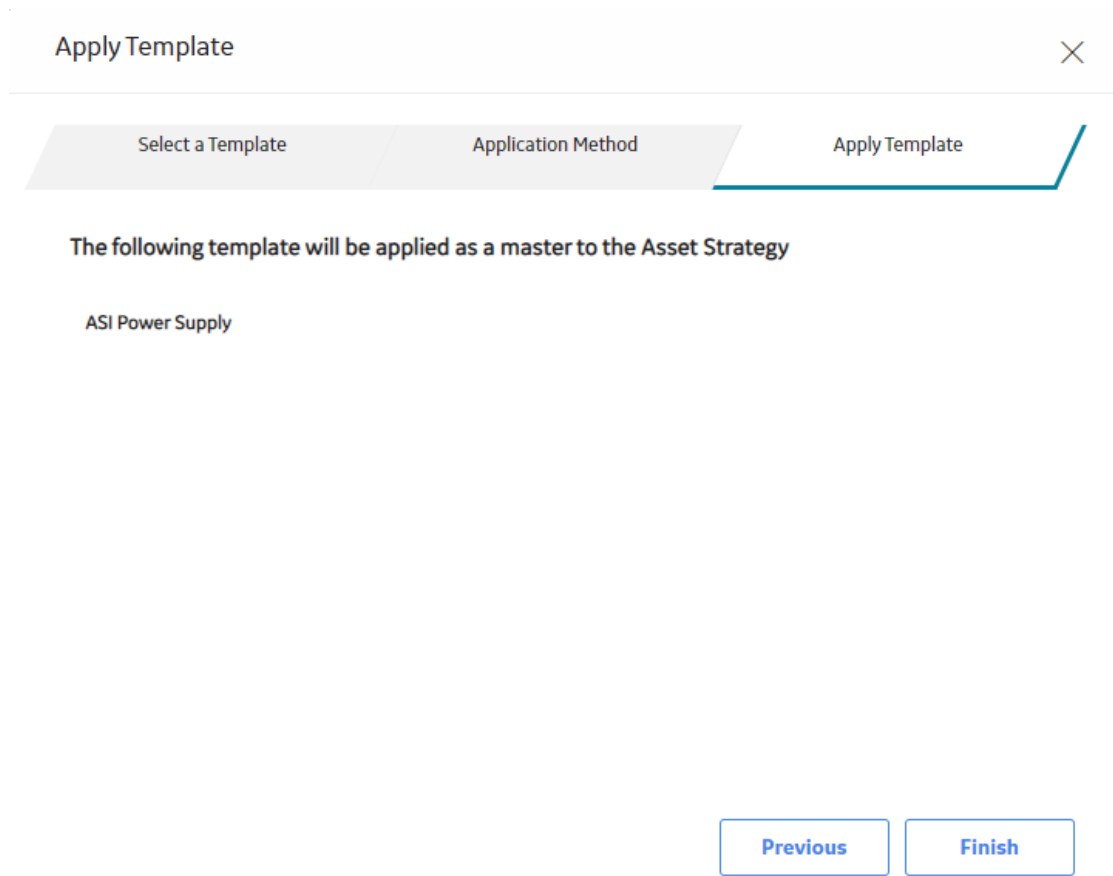 Apply Template
Select a Template
Application Method
Apply Template
The following template will be applied as a master to the Asset Strategy
ASI Power Supply
Previous
Finish